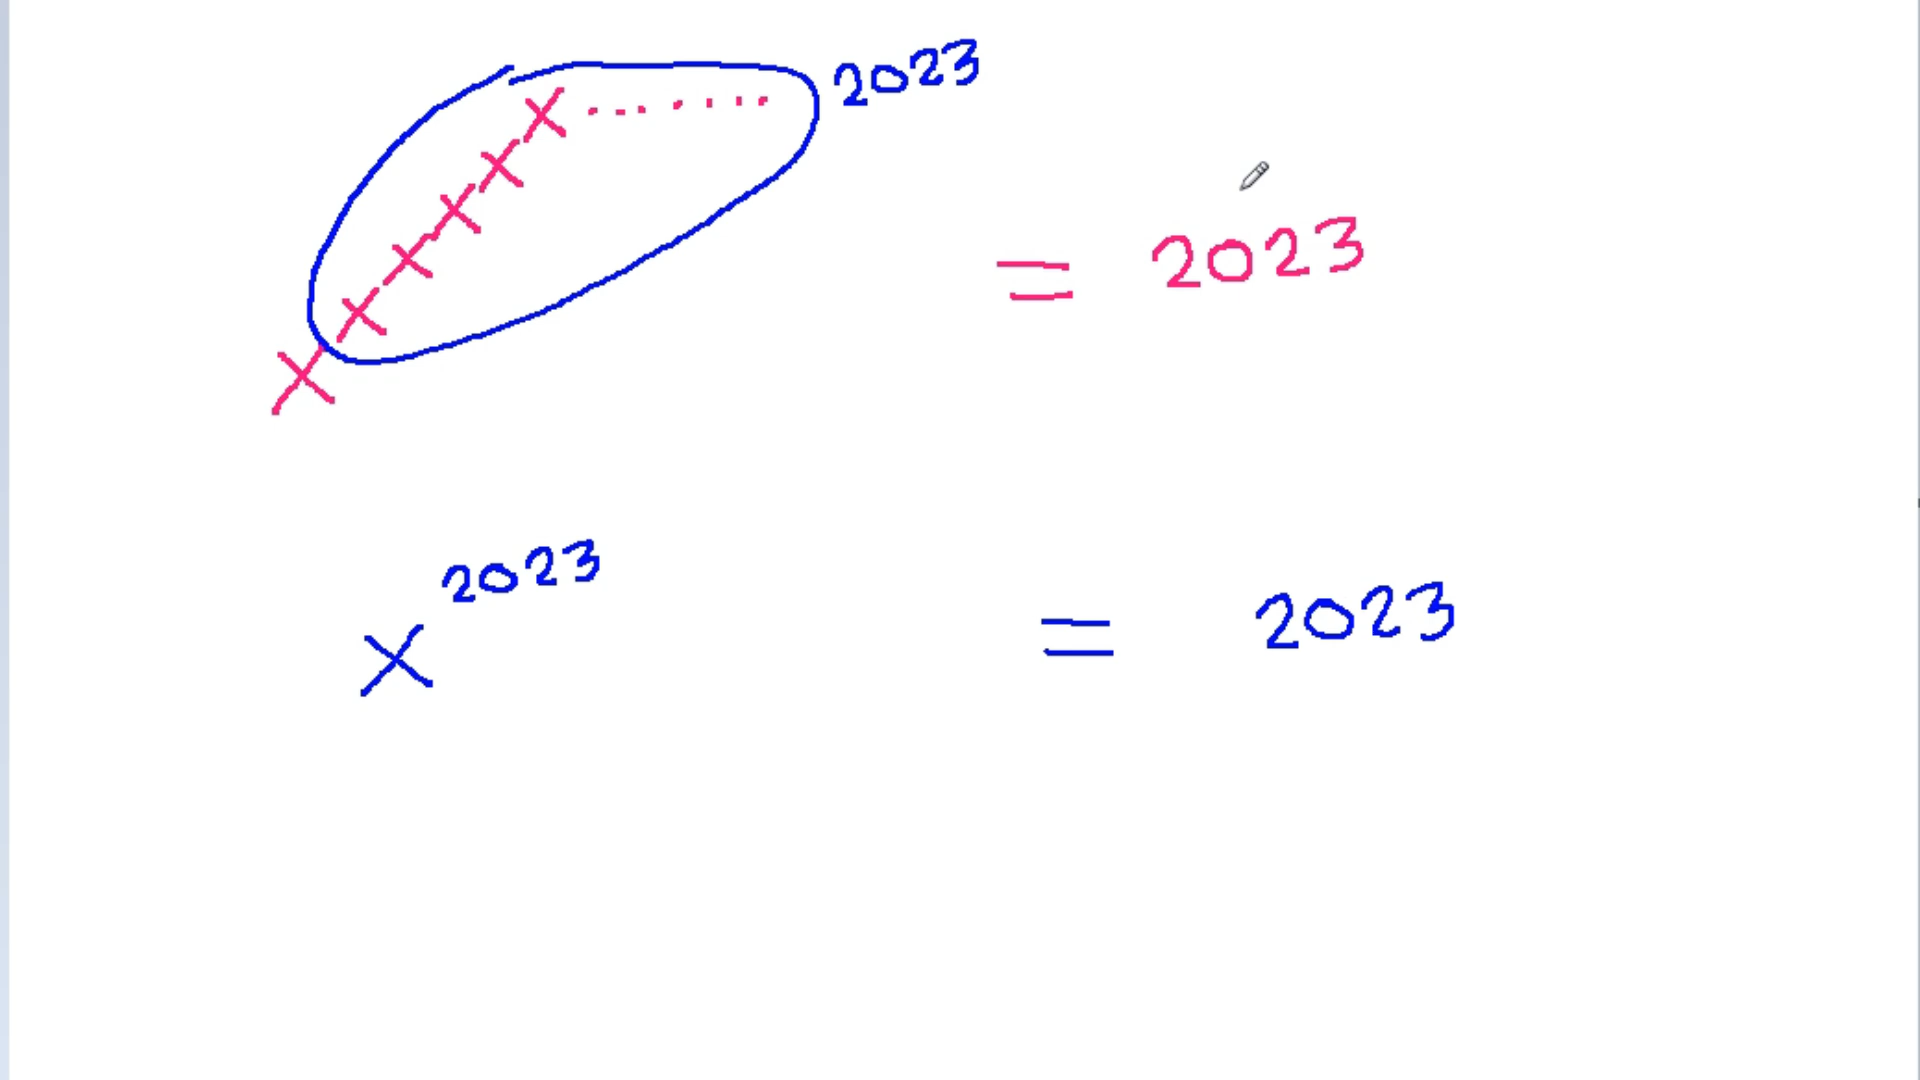 x^x^x^x^x^x^....... 2023 = 2023
x^2023 = 2023